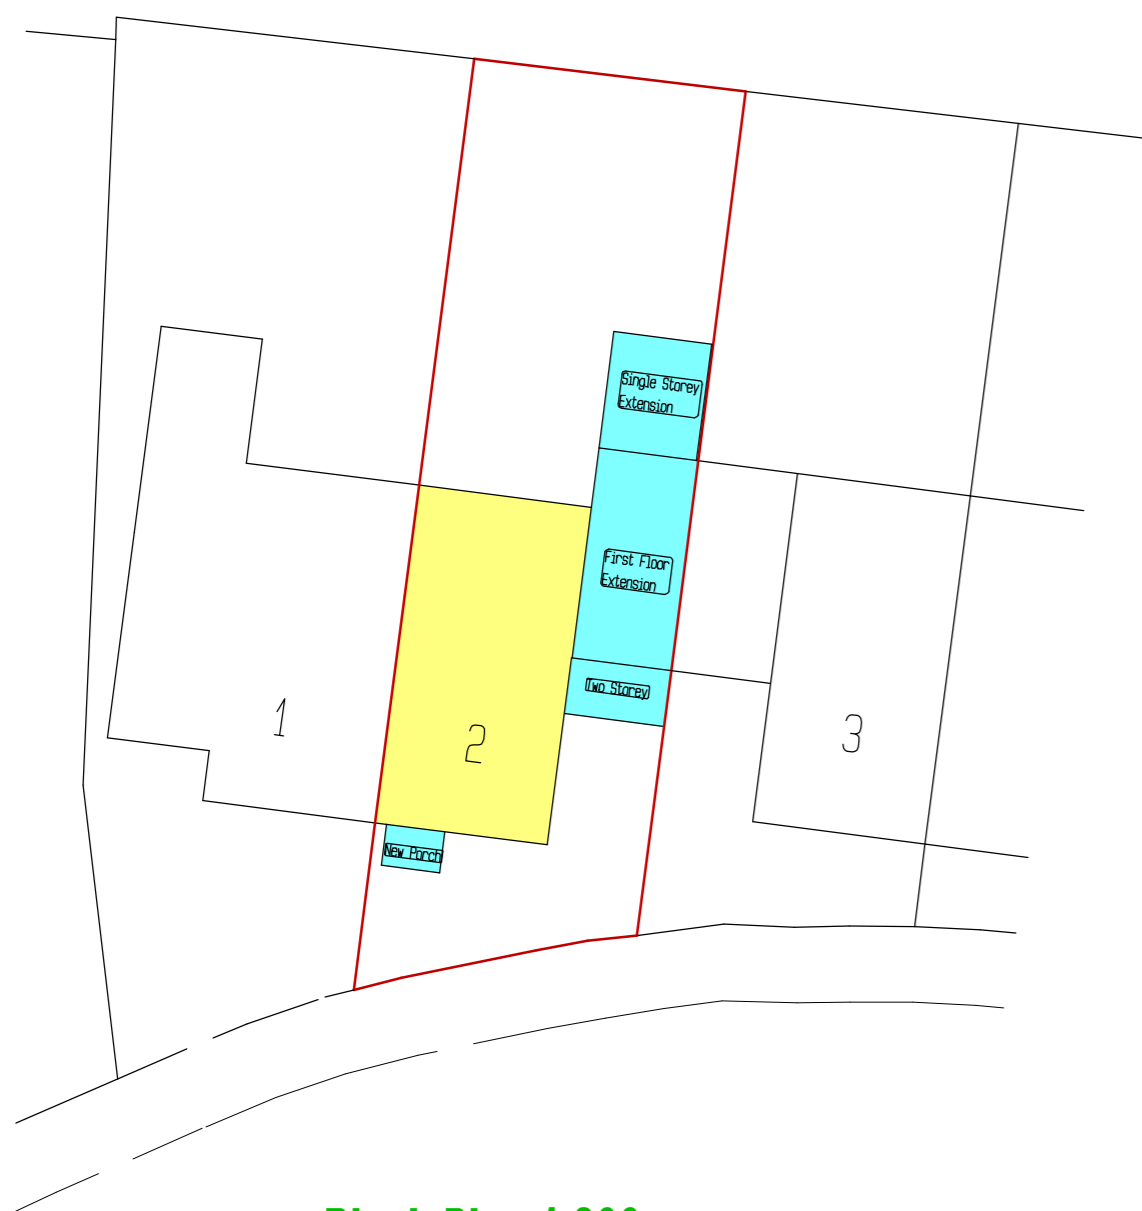 Single Storey
Extension
First Floor
Extension
Two Storey
1
2
3
New Porch